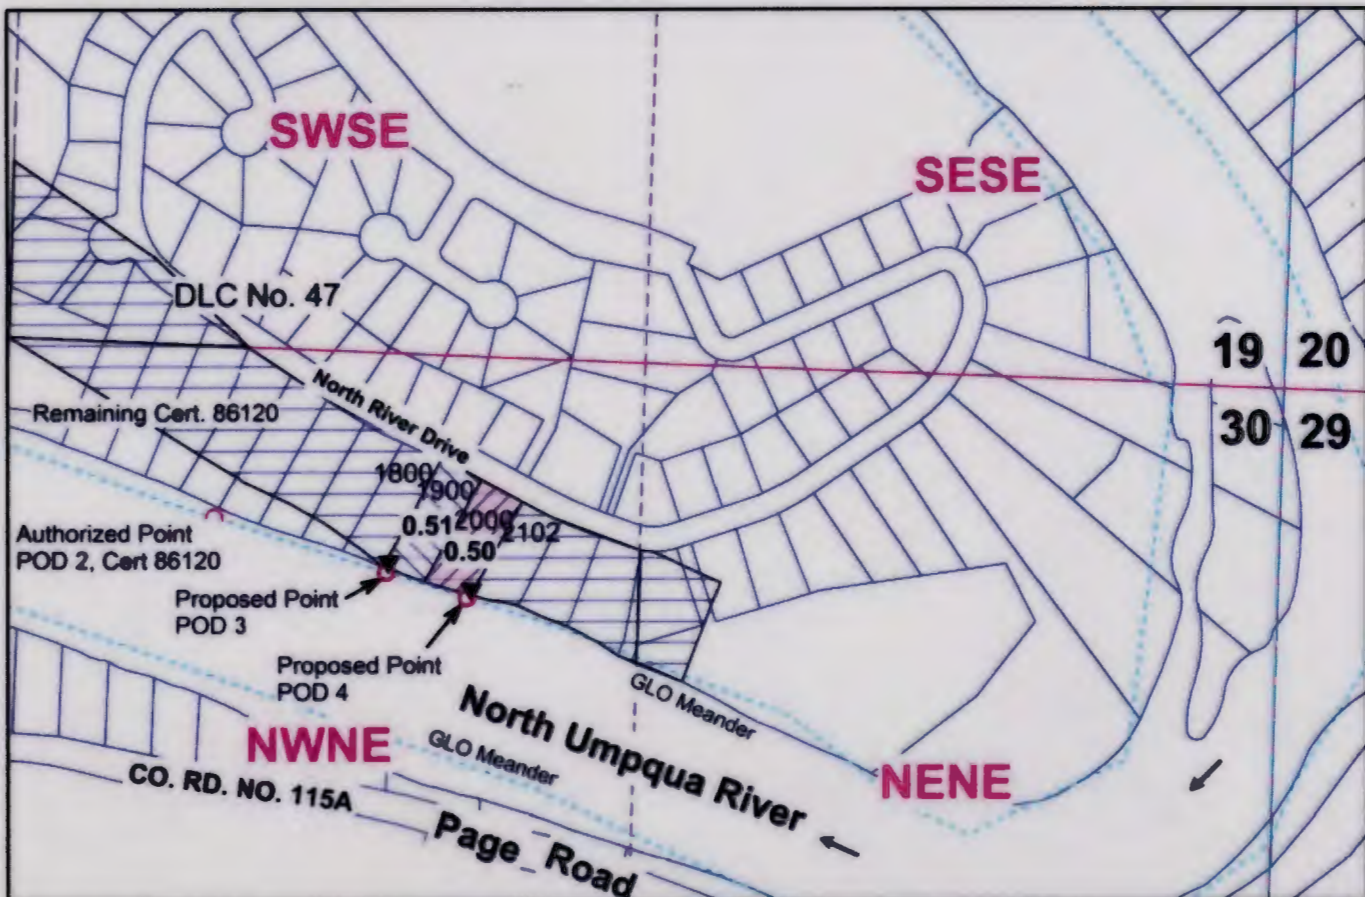 SWSE
SESE
DLC No. 47
19 20
30 29
North River Drive
Remaining Cert. 86120
1800
1900
0.51 2000 2102
0.50
Authorized Point
POD 2, Cert 86120
Proposed Point
POD 3
Proposed Point
POD 4
GLO Meander
North Umpqua River
NWNE
GLO Meander
NENE
CO. RD. NO. 115A
Page Road